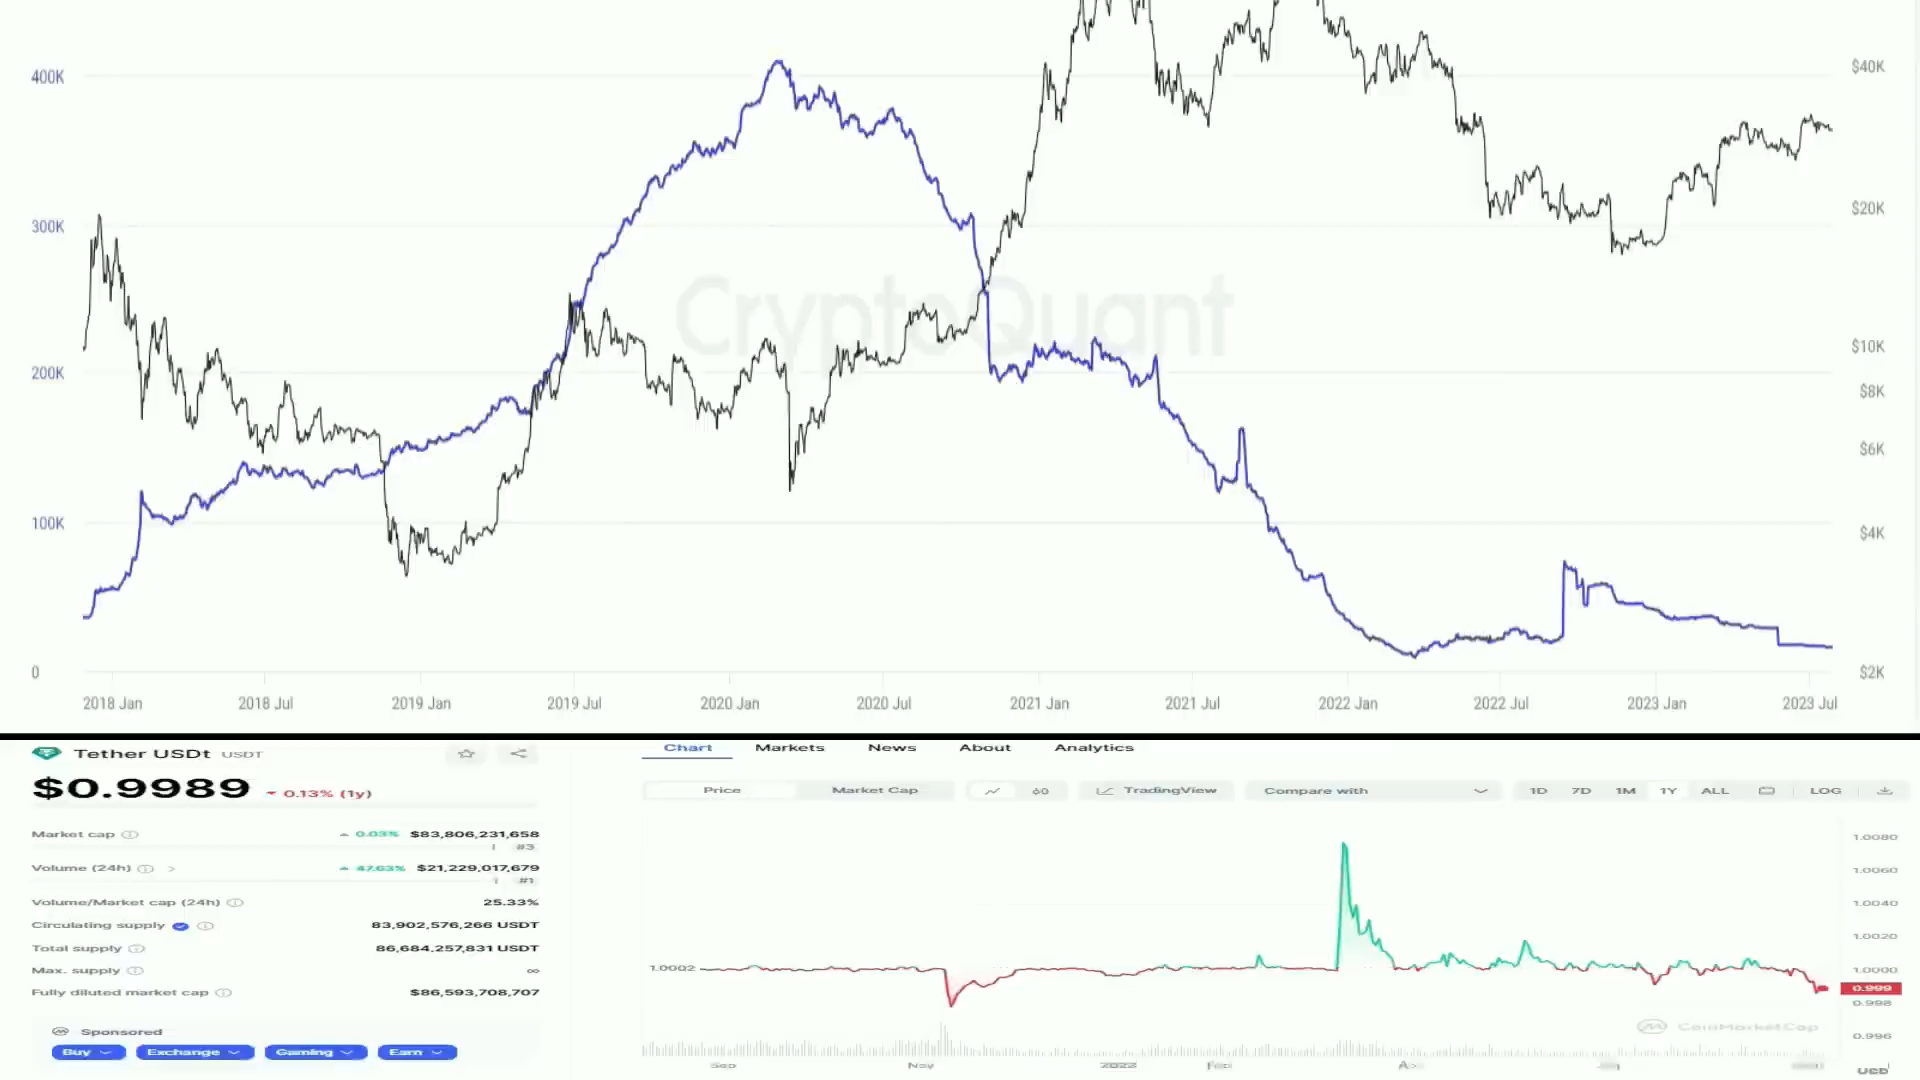 400K
300K
200K
100K
0
$40K
$20K
$10K
$8K
$6K
$4K
$2K
CryptoQuant
2018 Jan 2018 Jul 2019 Jan 2019 Jul 2020 Jan 2020 Jul 2021 Jan 2021 Jul 2022 Jan 2022 Jul 2023 Jan 2023 Jul
Tether USDt USDT
$0.9989 0.13% (1y)
Market cap 0.03% $83,806,231,658
#3
Volume (24h) 47.63% $21,229,017,679
#1
Volume/Market cap (24h) 25.33%
Circulating supply 83,902,576,266 USDT
Total supply 86,684,257,831 USDT
Max. supply ∞
Fully diluted market cap $86,593,708,707
Sponsored
Buy Exchange Gaming Earn
Chart Markets News About Analytics
Price Market Cap TradingView Compare with 1D 7D 1M 1Y ALL LOG
1.0080
1.0060
1.0040
1.0020
1.0002
1.0000
0.999
0.998
0.996
CoinMarketCap
Sep Nov Feb
USD